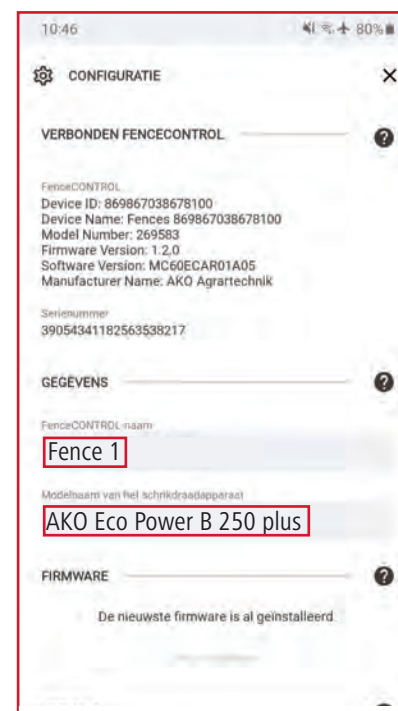 10:46 80%
CONFIGURATIE
VERBONDEN FENCECONTROL
FenceCONTROL
Device ID: 869867038678100
Device Name: Fences 869867038678100
Model Number: 269583
Firmware Version: 1.2,0
Software Version: MC60ECAR01A05
Manufacturer Name: AKO Agrartechnik
Serienummer
39054341182563538217
GEGEVENS
FenceCONTROL-naam
Fence 1
Modelnaam van het schrikdraadapparaat
AKO Eco Power B 250 plus
FIRMWARE
De nieuwste firmware is al geïnstalleerd